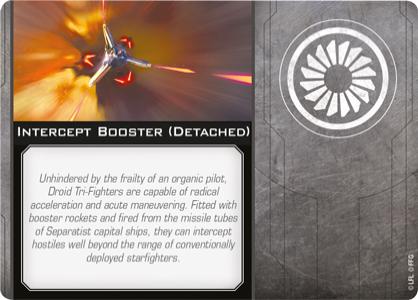 Intercept Booster (Detached)
Unhindered by the frailty of an organic pilot,
Droid Tri-Fighters are capable of radical
acceleration and acute maneuvering. Fitted with
booster rockets and fired from the missile tubes
of Separatist capital ships, they can intercept
hostiles well beyond the range of conventionally
deployed starfighters.
© LFL © FFG